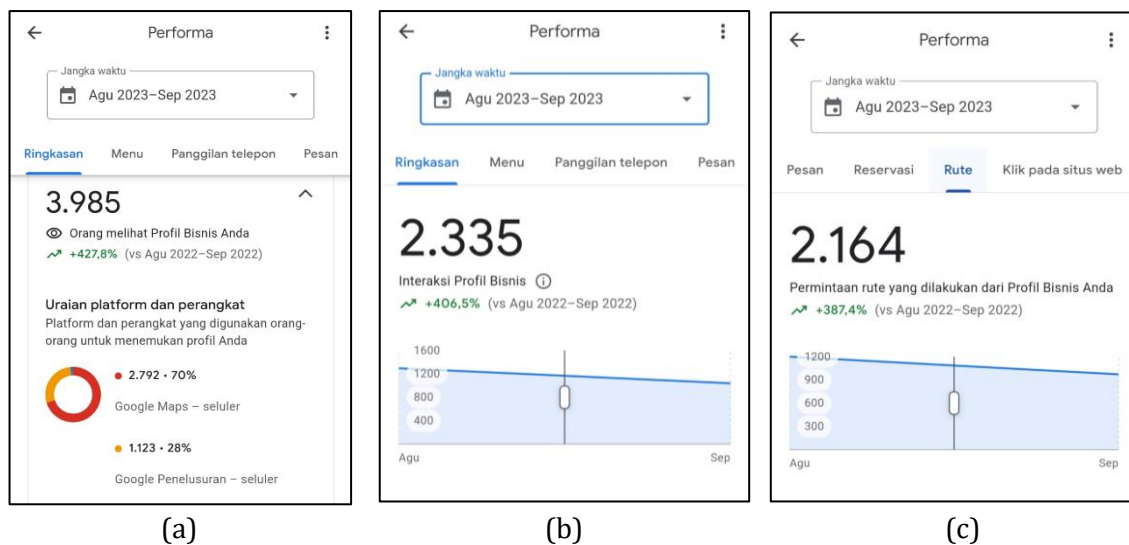 Performa
Jangka waktu
Agu 2023–Sep 2023
Ringkasan Menu Panggilan telepon Pesan
3.985
Orang melihat Profil Bisnis Anda
+427,8% (vs Agu 2022–Sep 2022)
Uraian platform dan perangkat
Platform dan perangkat yang digunakan orang-
orang untuk menemukan profil Anda
2.792 • 70%
Google Maps – seluler
1.123 • 28%
Google Penelusuran – seluler
(a)
Performa
Jangka waktu
Agu 2023–Sep 2023
Ringkasan Menu Panggilan telepon Pesan
2.335
Interaksi Profil Bisnis
+406,5% (vs Agu 2022–Sep 2022)
1600
1200
800
400
Agu Sep
(b)
Performa
Jangka waktu
Agu 2023–Sep 2023
Pesan Reservasi Rute Klik pada situs web
2.164
Permintaan rute yang dilakukan dari Profil Bisnis Anda
+387,4% (vs Agu 2022–Sep 2022)
1200
900
600
300
Agu Sep
(c)